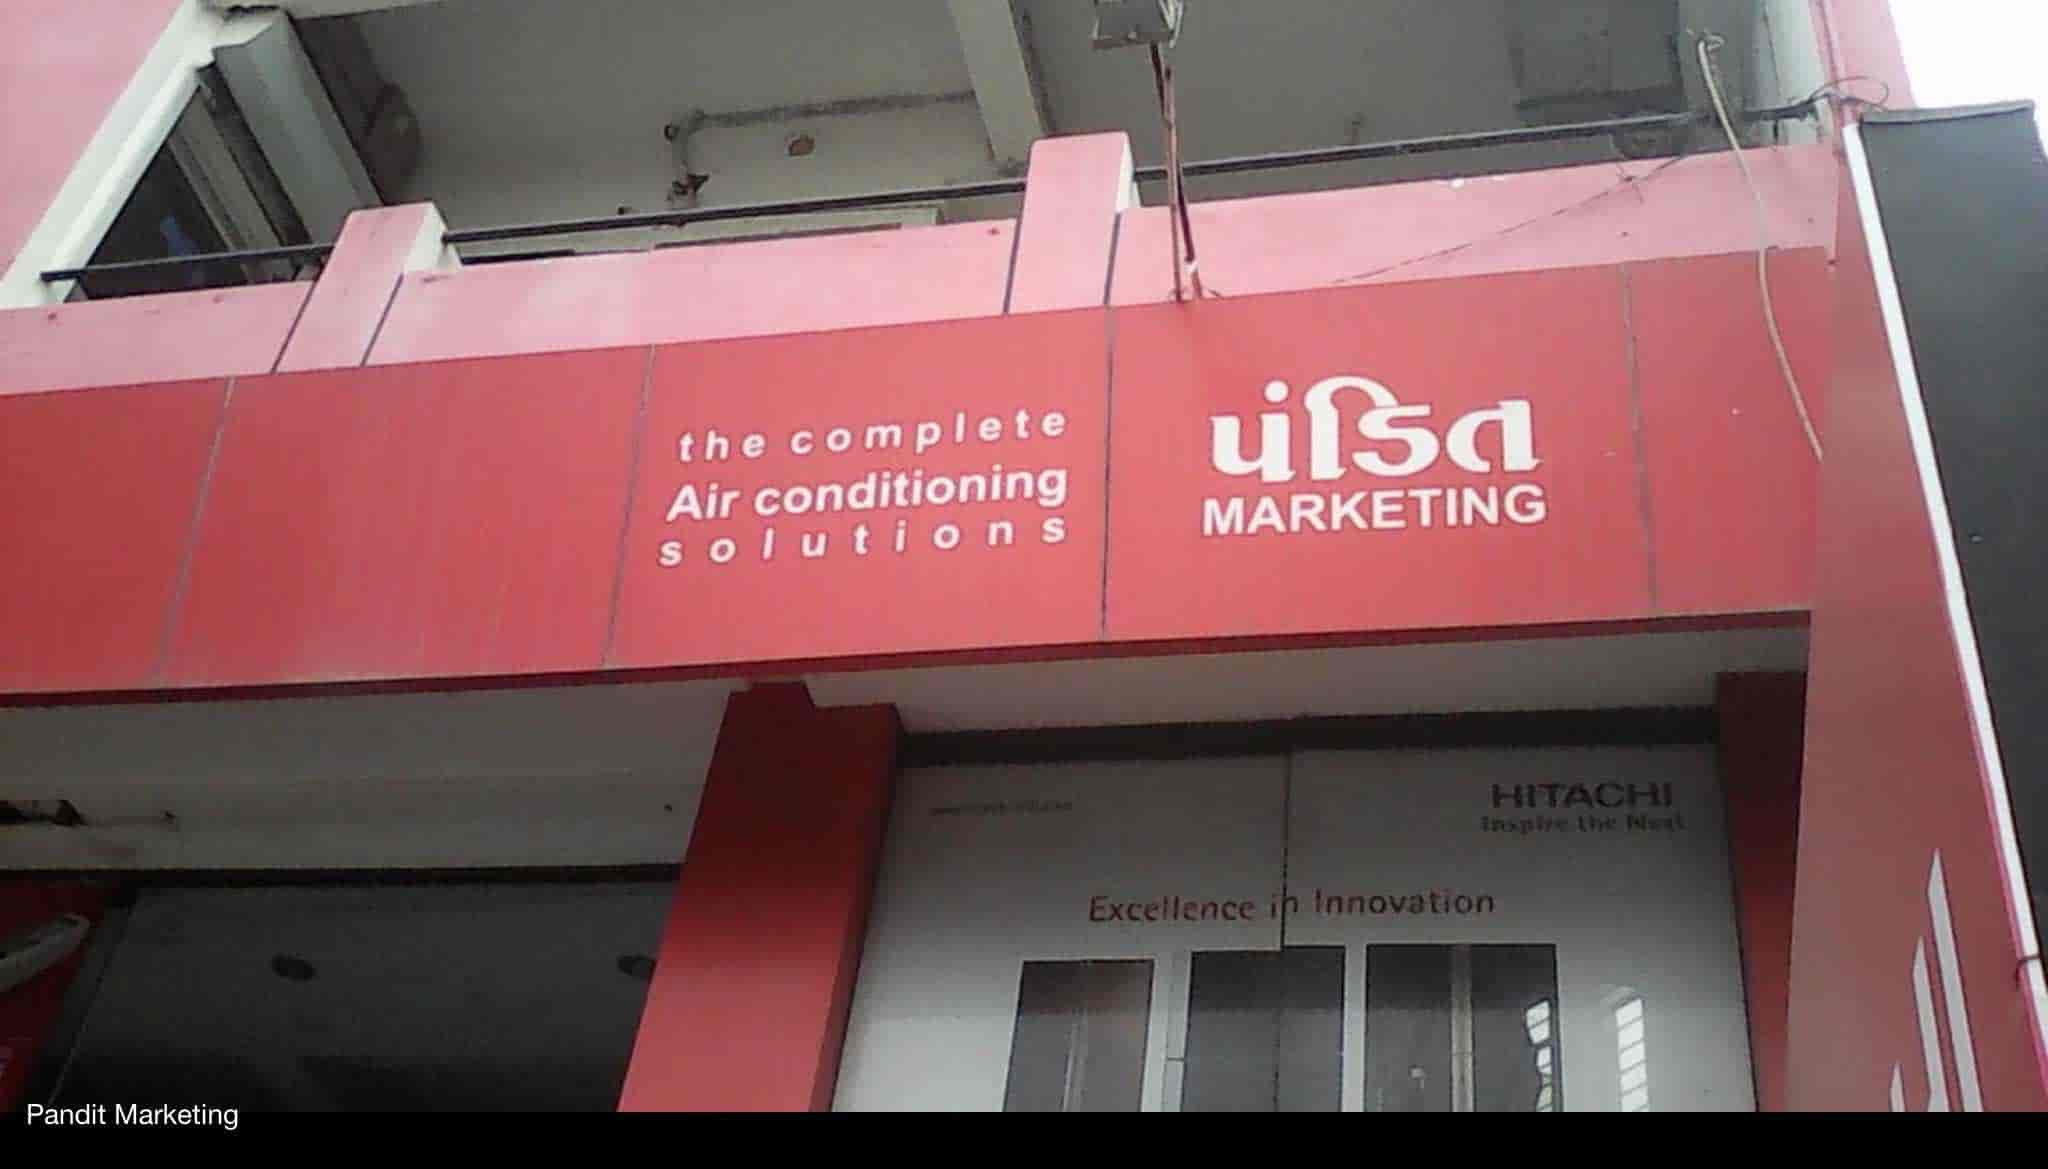 the complete
Air conditioning
solutions
પંડિત
MARKETING
HITACHI
Inspire the Next
Excellence in Innovation
Pandit Marketing